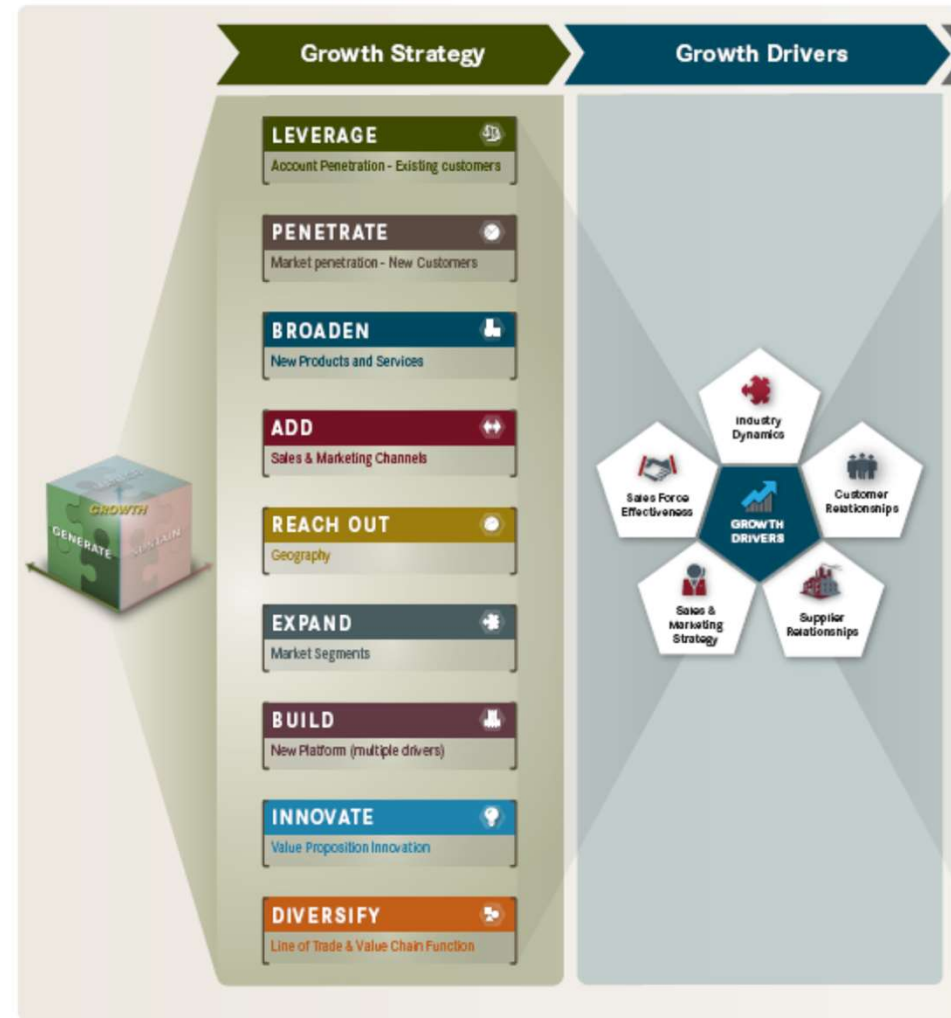 Growth Strategy
Growth Drivers
LEVERAGE
Account Penetration - Existing customers
PENETRATE
Market penetration - New Customers
BROADEN
New Products and Services
ADD
Sales & Marketing Channels
REACH OUT
Geography
EXPAND
Market Segments
BUILD
New Platform (multiple drivers)
INNOVATE
Value Proposition Innovation
DIVERSIFY
Line of Trade & Value Chain Function
GROWTH
GENERATE
SUSTAIN
Industry
Dynamics
Sales Force
Effectiveness
Customer
Relationships
GROWTH
DRIVERS
Sales &
Marketing
Strategy
Supplier
Relationships